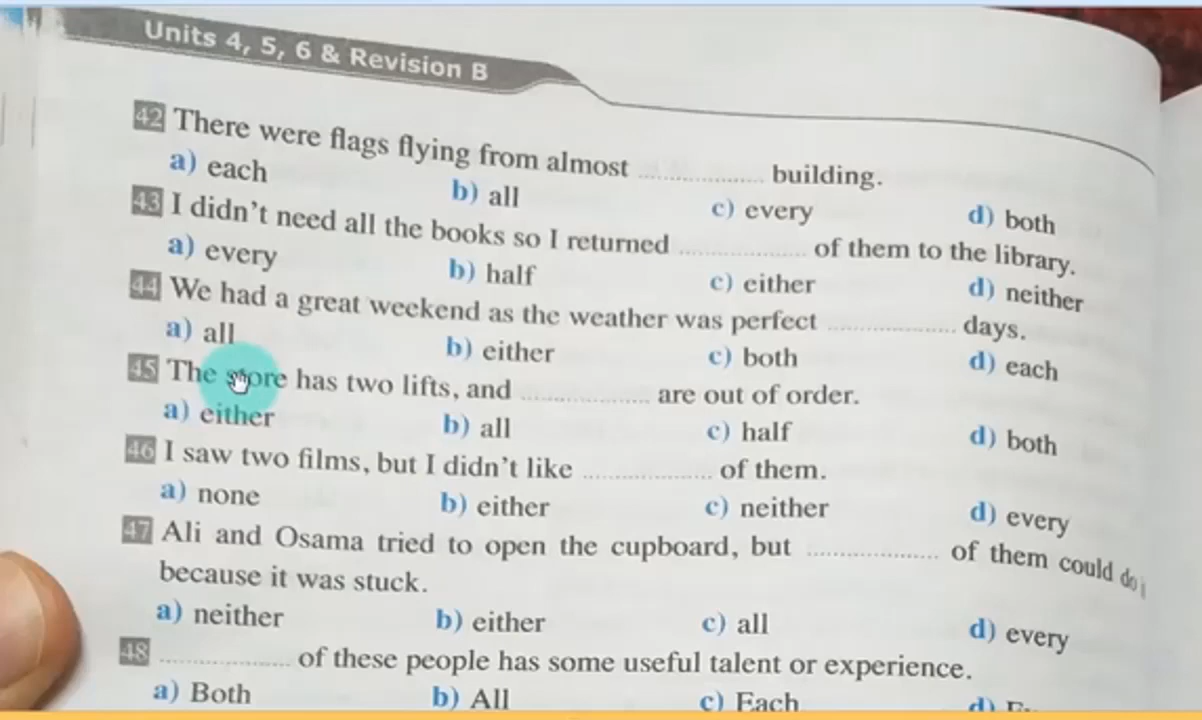 Units 4, 5, 6 & Revision B
42 There were flags flying from almost .................... building.
a) each b) all c) every d) both
43 I didn't need all the books so I returned .................... of them to the library.
a) every b) half c) either d) neither
44 We had a great weekend as the weather was perfect .................... days.
a) all b) either c) both d) each
45 The store has two lifts, and .................... are out of order.
a) either b) all c) half d) both
46 I saw two films, but I didn't like .................... of them.
a) none b) either c) neither d) every
47 Ali and Osama tried to open the cupboard, but .................... of them could do
because it was stuck.
a) neither b) either c) all d) every
48 .................... of these people has some useful talent or experience.
a) Both b) All c) Each d)